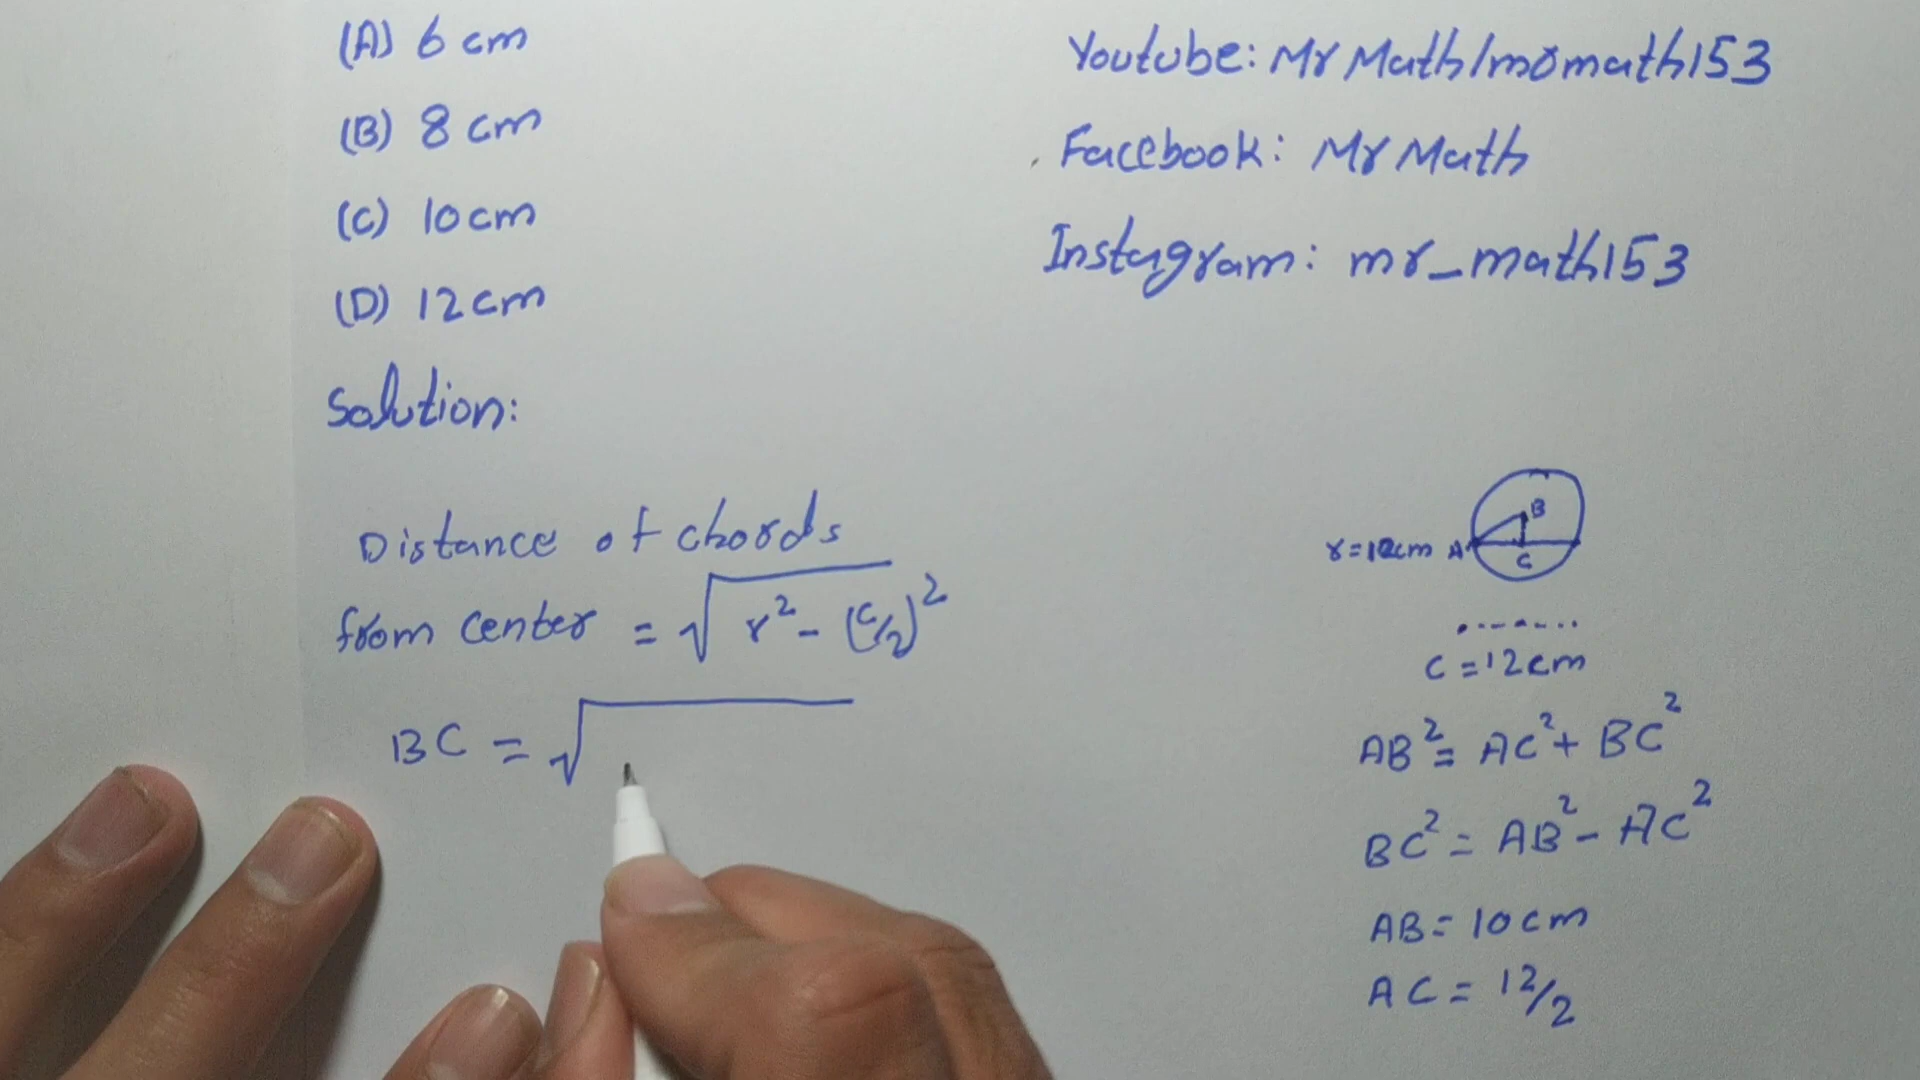 (A) 6 cm
(B) 8 cm
(C) 10 cm
(D) 12 cm
Solution:
Distance of chords
from center = √ r² - (c/2)²
BC = √
Youtube: Mr Math/mrmath153
Facebook: Mr Math
Instagram: mr_math153
B
r=10cm A
C
C = 12cm
AB² = AC² + BC²
BC² = AB² - AC²
AB = 10 cm
AC = 12/2